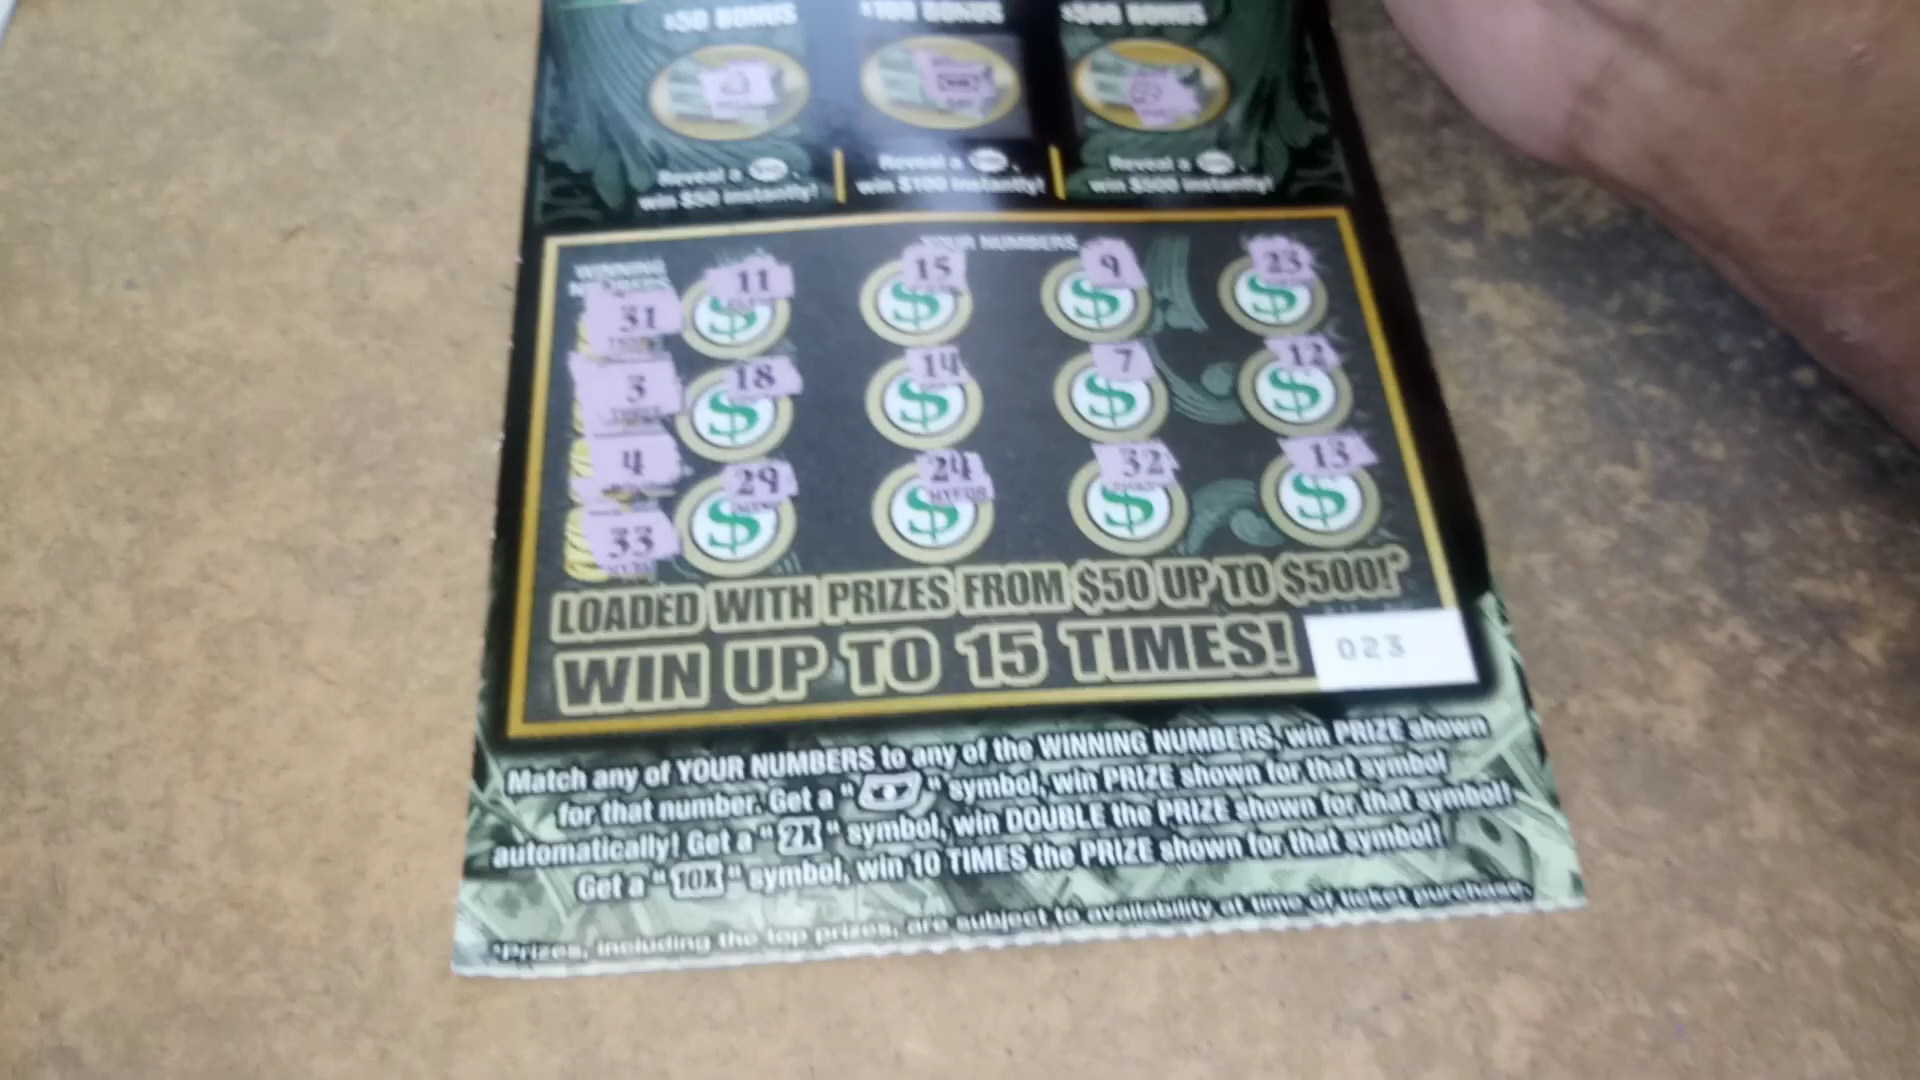 $50 BONUS $100 BONUS $500 BONUS
Reveal a
win $50 instantly!
Reveal a
win $100 instantly!
Reveal a
win $500 instantly!
WINNING NUMBERS
YOUR NUMBERS
31
3
4
33
11 15 9 23
18 14 7 12
29 24 32 13
LOADED WITH PRIZES FROM $50 UP TO $500!*
WIN UP TO 15 TIMES!
023
Match any of YOUR NUMBERS to any of the WINNING NUMBERS, win PRIZE shown
for that number. Get a " " symbol, win PRIZE shown for that symbol
automatically! Get a "2X" symbol, win DOUBLE the PRIZE shown for that symbol!
Get a "10X" symbol, win 10 TIMES the PRIZE shown for that symbol!
*Prizes, including the top prizes, are subject to availability at time of ticket purchase.